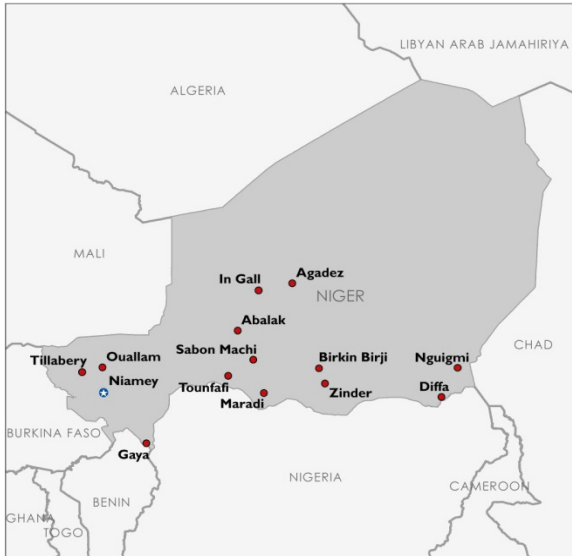 LIBYAN ARAB JAMAHIRIYA
ALGERIA
MALI
Agadez
In Gall
NIGER
Abalak
CHAD
Sabon Machi
Ouallam
Tillabery
Birkin Birji
Nguigmi
Niamey
Tounfafi
Zinder
Diffa
Maradi
BURKINA FASO
Gaya
NIGERIA
CAMEROON
BENIN
GHANA
TOGO